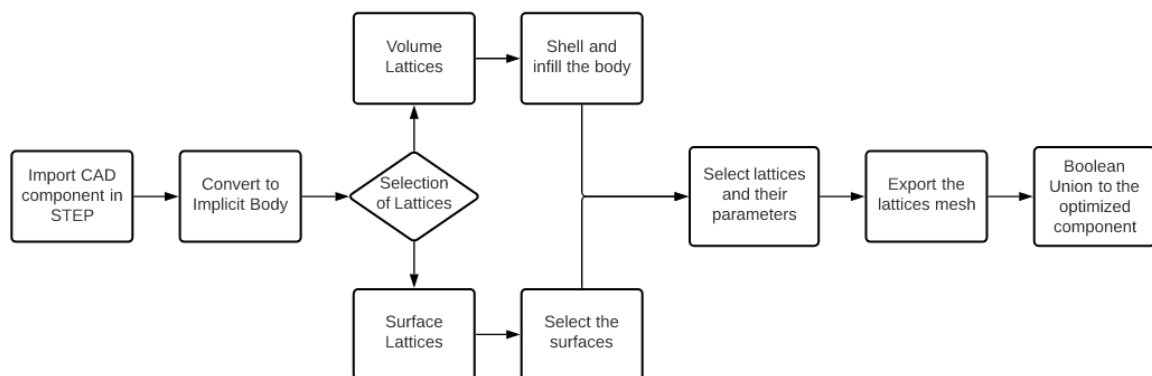 Import CAD
component in
STEP
Convert to
Implicit Body
Selection
of Lattices
Volume
Lattices
Shell and
infill the body
Surface
Lattices
Select the
surfaces
Select lattices
and their
parameters
Export the
lattices mesh
Boolean
Union to the
optimized
component